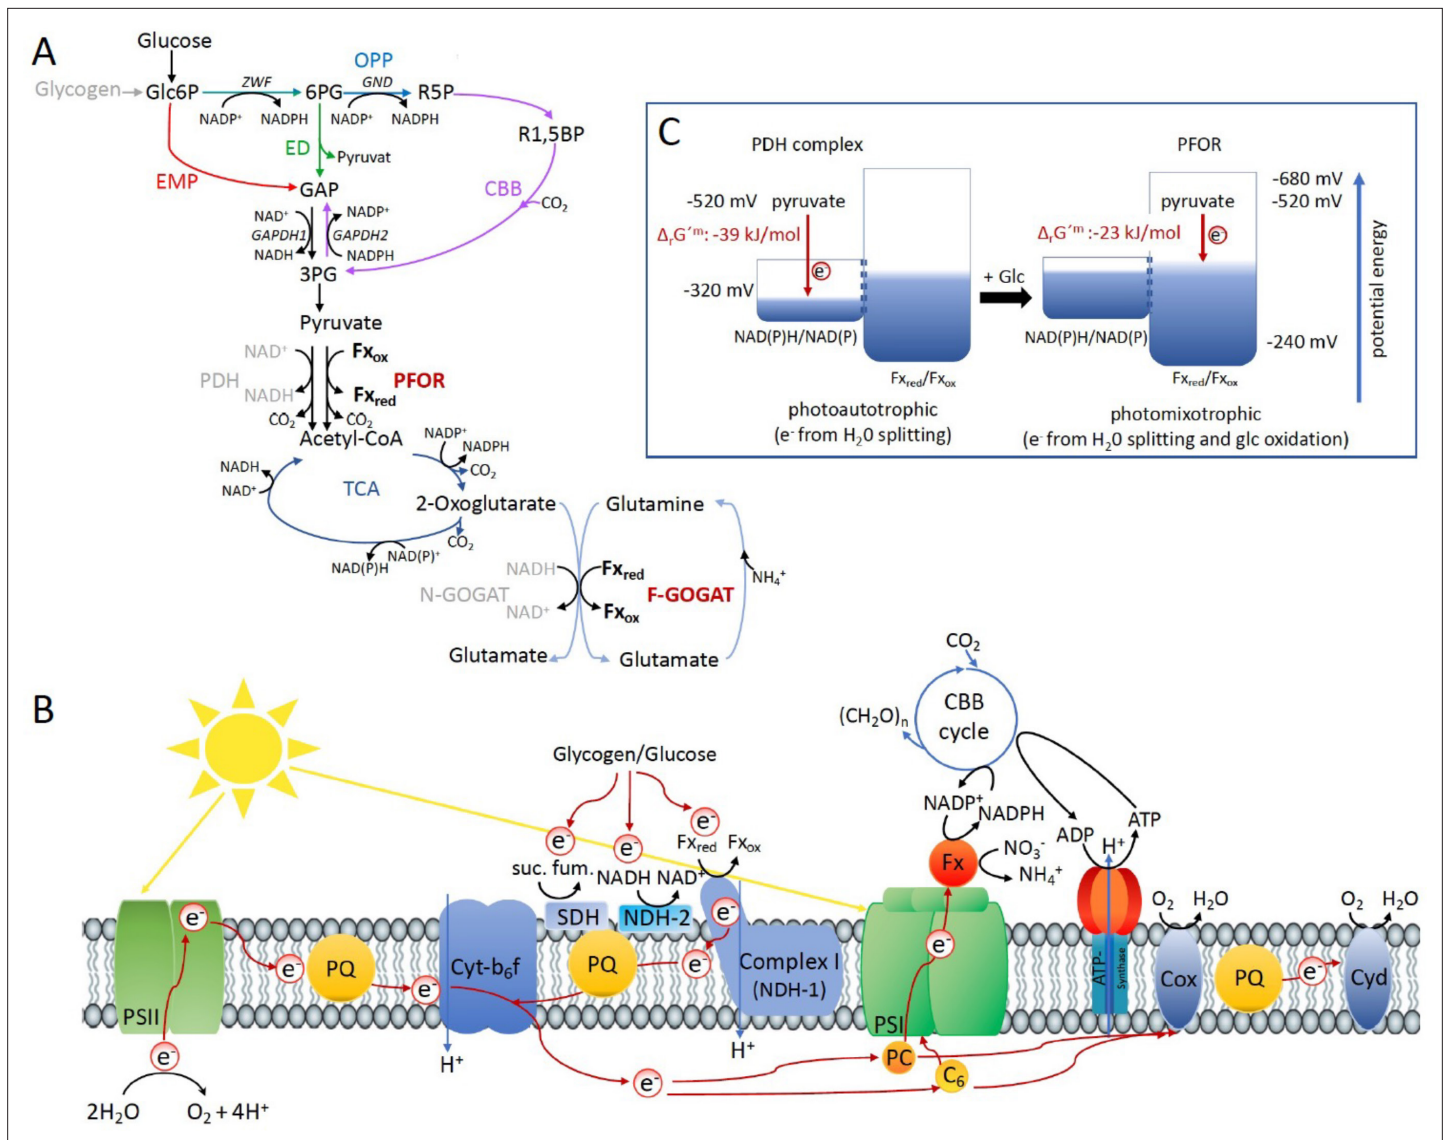 A
Glucose
OPP
Glycogen
Glc6P
ZWF
6PG
GND
R5P
NADP⁺
NADPH
NADP⁺
NADPH
R1,5BP
ED
Pyruvat
EMP
GAP
CBB
CO₂
NAD⁺
NADP⁺
GAPDH1
GAPDH2
NADH
NADPH
3PG
Pyruvate
NAD⁺
Fxox
PDH
PFOR
NADH
Fxred
CO₂
CO₂
Acetyl-CoA
NADP⁺
NADPH
NADH
CO₂
NAD⁺
TCA
2-Oxoglutarate
Glutamine
CO₂
NAD(P)⁺
NAD(P)H
NADH
Fxred
NH₄⁺
N-GOGAT
F-GOGAT
NAD⁺
Fxox
Glutamate
Glutamate
C
PDH complex
PFOR
-680 mV
-520 mV
pyruvate
pyruvate
-520 mV
ΔrG´ᵐ: -39 kJ/mol
ΔrG´ᵐ: -23 kJ/mol
e⁻
e⁻
+ Glc
-320 mV
NAD(P)H/NAD(P)
NAD(P)H/NAD(P)
-240 mV
Fxred/Fxox
Fxred/Fxox
potential energy
photoautotrophic
(e⁻ from H₂0 splitting)
photomixotrophic
(e⁻ from H₂0 splitting and glc oxidation)
B
CO₂
CBB
cycle
(CH₂O)n
Glycogen/Glucose
NADP⁺
NADPH
ATP
ADP
e⁻
e⁻
e⁻
Fxred
Fxox
Fx
NO₃⁻
NH₄⁺
H⁺
suc. fum.
NADH NAD⁺
O₂
H₂O
O₂
H₂O
SDH
NDH-2
e⁻
e⁻
e⁻
PQ
e⁻
Cyt-b₆f
PQ
e⁻
Complex I
(NDH-1)
e⁻
ATP-
Synthase
Cox
PQ
e⁻
Cyd
PSII
PSI
e⁻
H⁺
H⁺
PC
e⁻
C₆
2H₂O
O₂ + 4H⁺